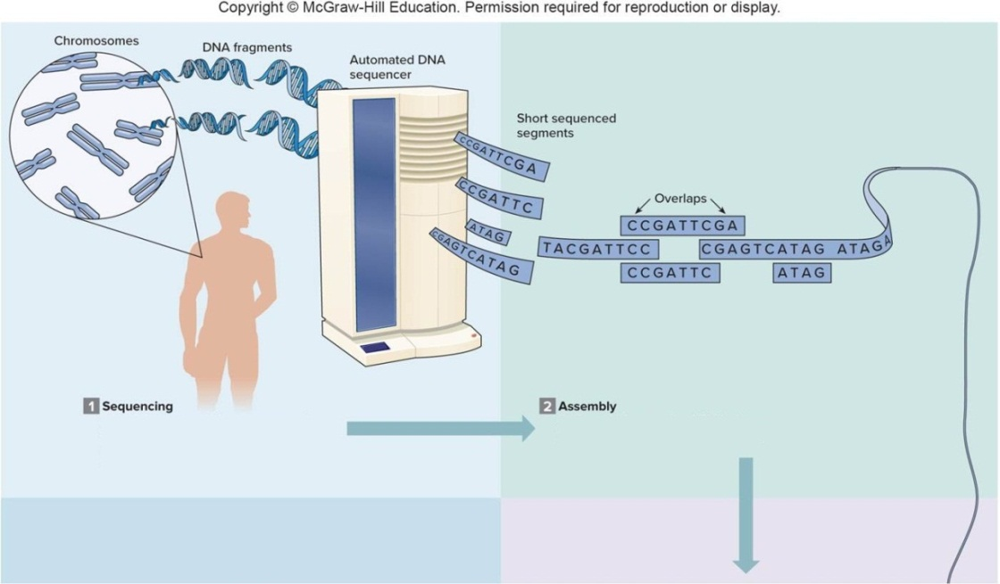 Copyright © McGraw-Hill Education. Permission required for reproduction or display.
Chromosomes
DNA fragments
Automated DNA
sequencer
Short sequenced
segments
CCGATTCGA
CCGATTC
ATAG
CGAGTCATAG
Overlaps
CCGATTCGA
TACGATTCC
CGAGTCATAG ATAGA
CCGATTC
ATAG
1 Sequencing
2 Assembly